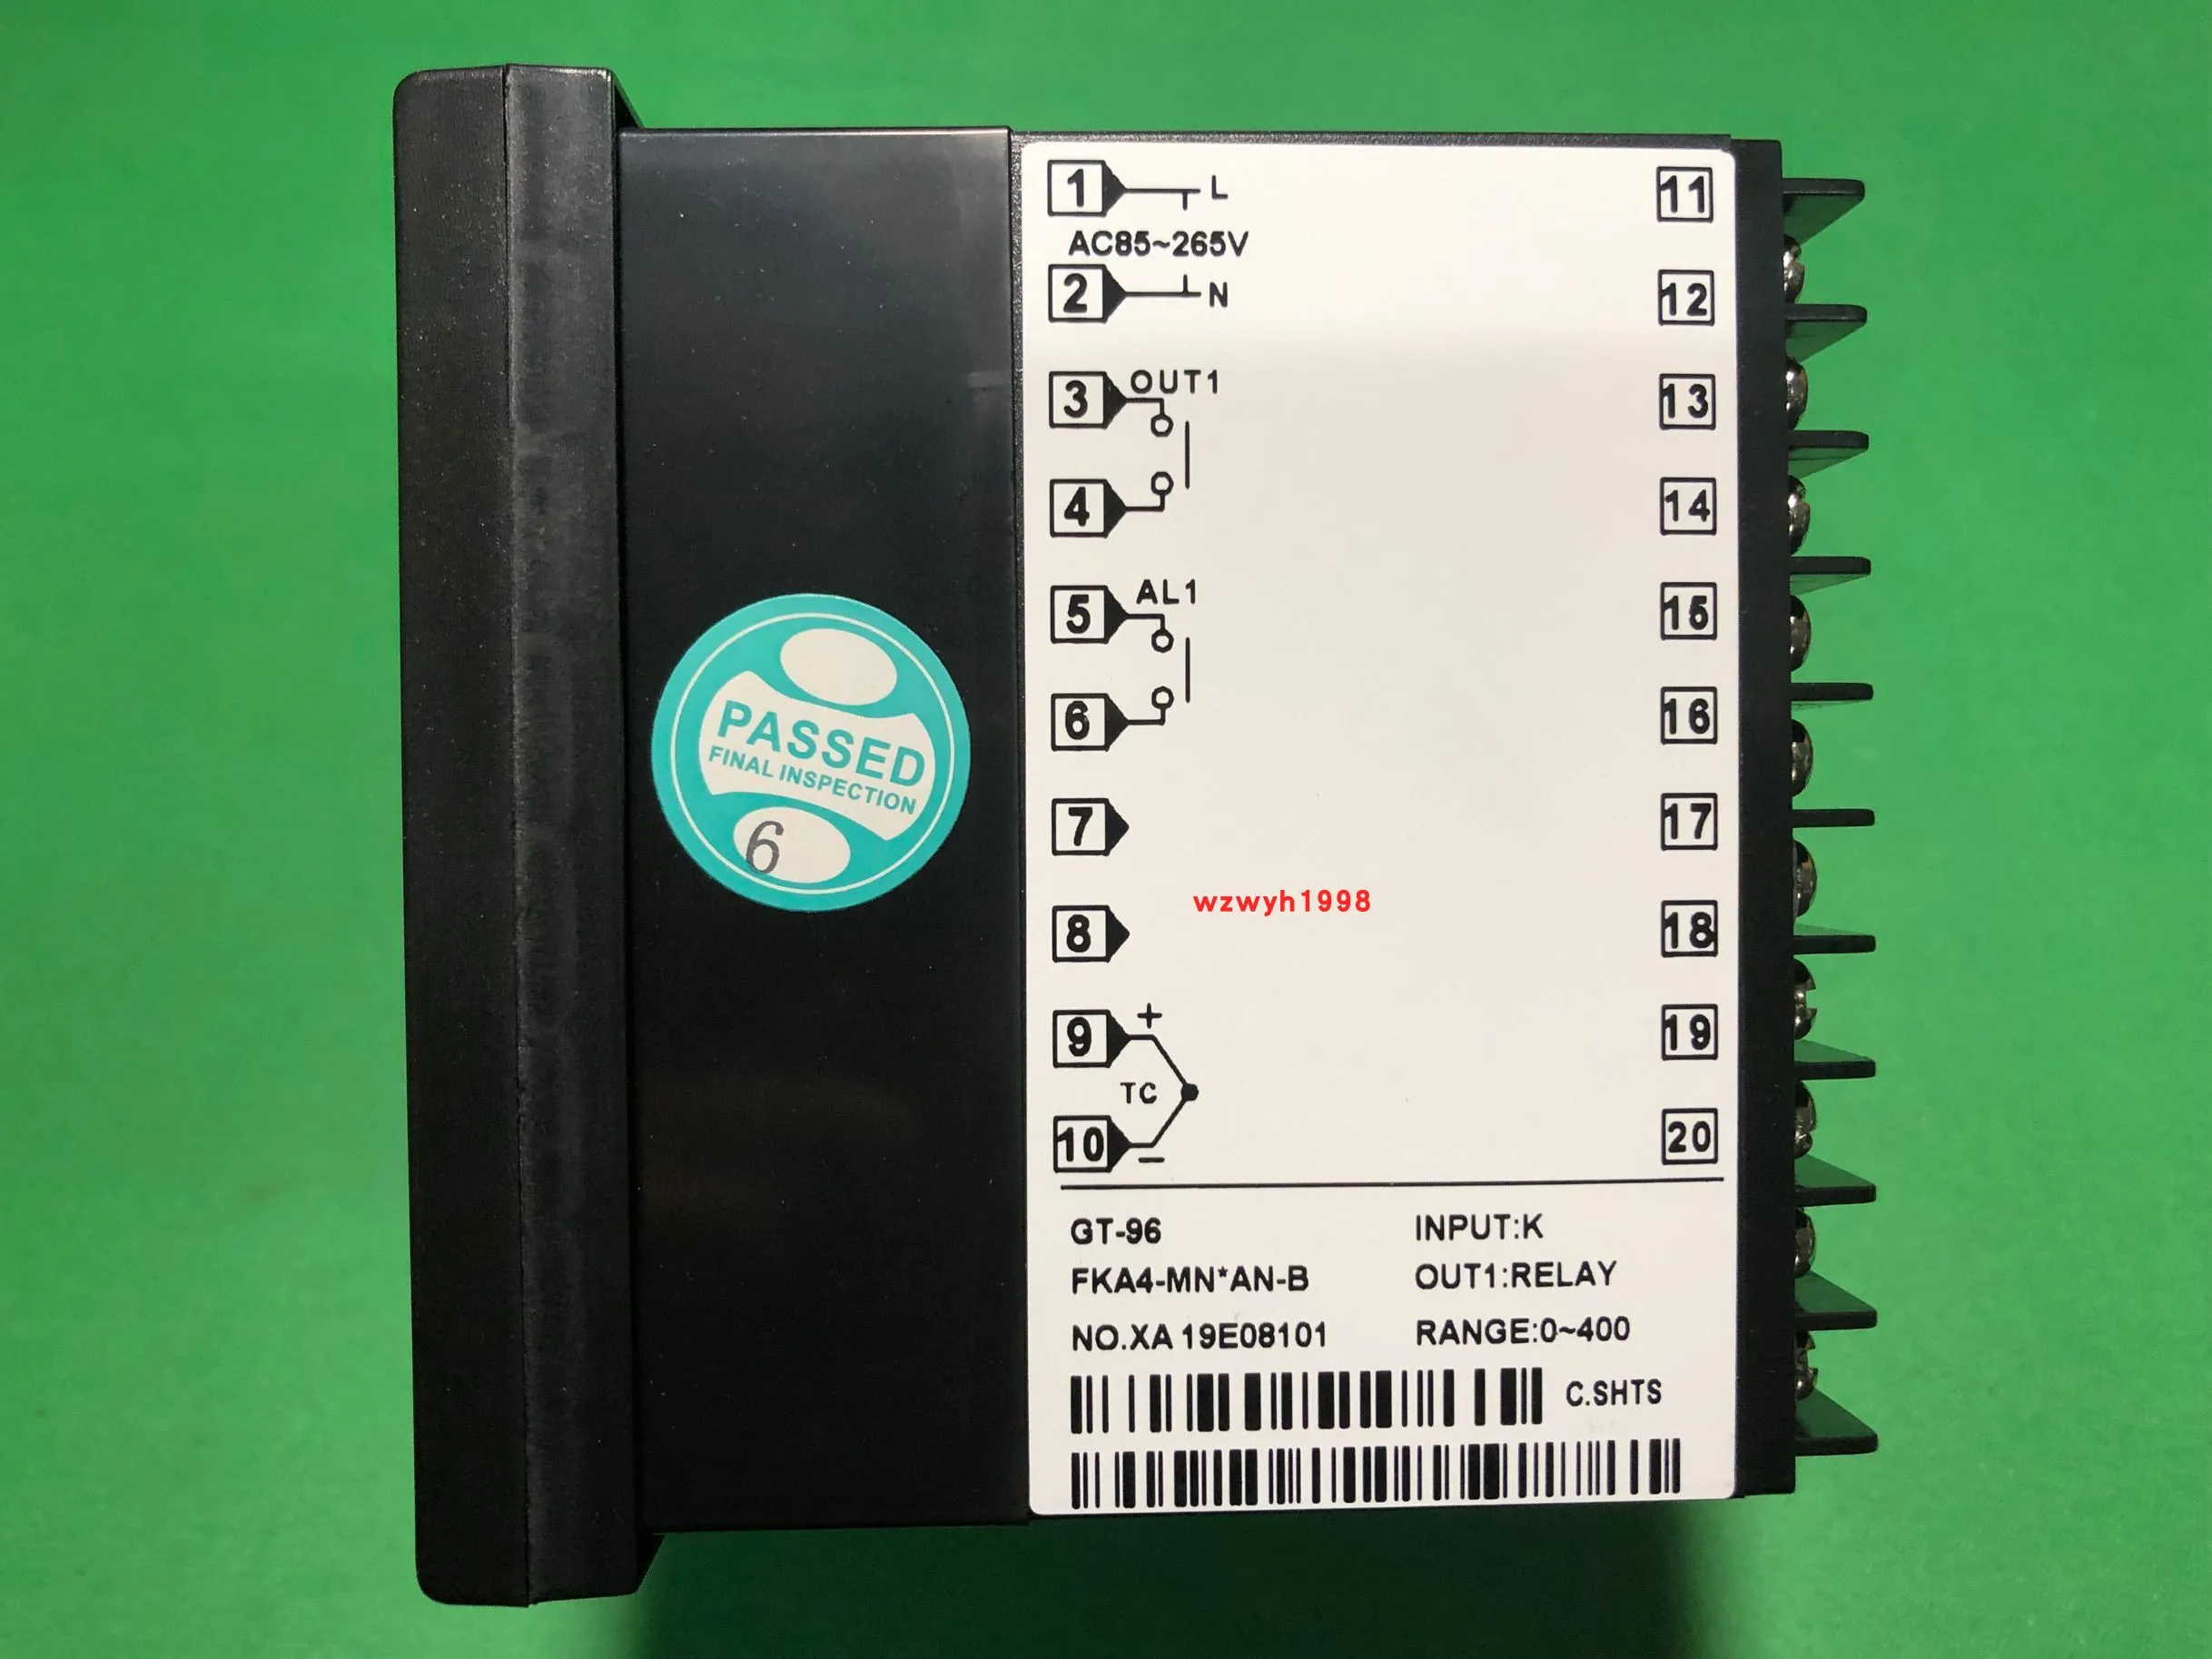 1 L 11
AC85~265V
2 N 12
3 OUT1 13
4 14
5 AL1 15
6 16
7 17
8 18
9 + 19
TC
10 − 20
PASSED
FINAL INSPECTION
6
wzwyh1998
GT-96 INPUT:K
FKA4-MN*AN-B OUT1:RELAY
NO.XA 19E08101 RANGE:0~400
C.SHTS